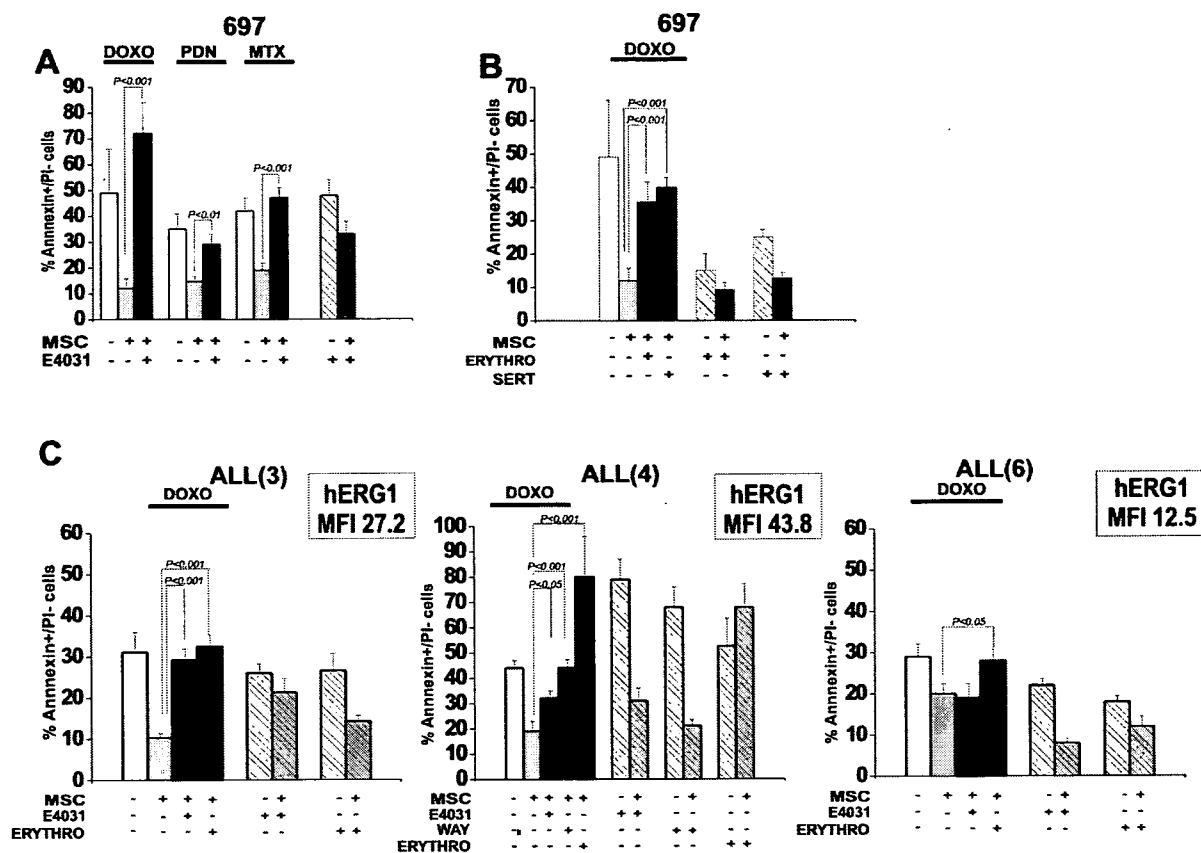 697
A
DOXO PDN MTX
% Annnexin+/PI- cells
90
80
70
60
50
40
30
20
10
0
P<0.001
P<0.01
P<0.001
MSC - + + - + + - + + - +
E4031 - - + - - + - - + + +
697
B
DOXO
% Annnexin+/PI- cells
70
60
50
40
30
20
10
0
P<0.001
P<0.001
MSC - + + + - + - +
ERYTHRO - - + - + +
SERT - - - + + +
C
ALL(3)
DOXO
hERG1
MFI 27.2
% Annnexin+/PI- cells
60
50
40
30
20
10
0
P<0.001
P<0.001
MSC - + + + - + - +
E4031 - - + + +
ERYTHRO - - + + +
ALL(4)
DOXO
hERG1
MFI 43.8
% Annnexin+/PI- cells
100
90
80
70
60
50
40
30
20
10
0
P<0.001
P<0.001
P<0.05
MSC - + + + + - + - + - +
E4031 - - + + +
WAY - + + +
ERYTHRO - - + + +
ALL(6)
DOXO
hERG1
MFI 12.5
% Annnexin+/PI- cells
60
50
40
30
20
10
0
P<0.05
MSC - + + + - + - +
E4031 - - + + +
ERYTHRO - - + + +